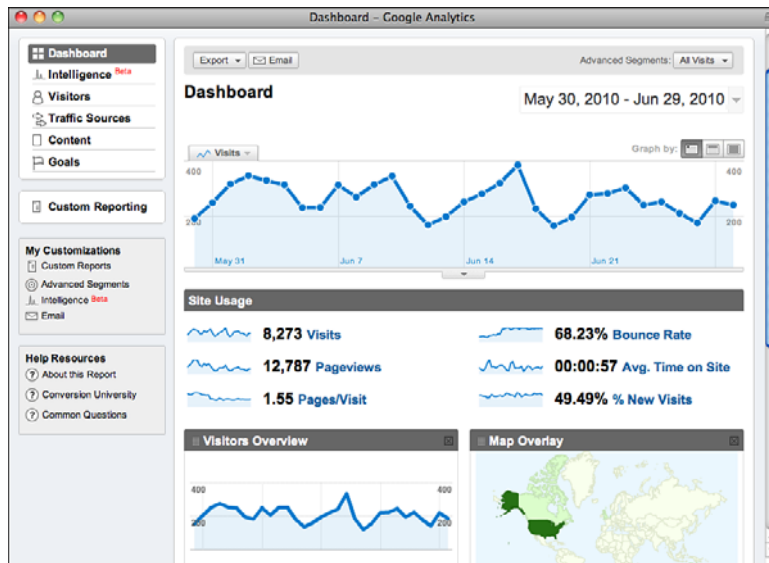 Dashboard – Google Analytics
Dashboard
Intelligence Beta
Visitors
Traffic Sources
Content
Goals
Custom Reporting
My Customizations
Custom Reports
Advanced Segments
Intelligence Beta
Email
Help Resources
? About this Report
? Conversion University
? Common Questions
Export Email Advanced Segments: All Visits
Dashboard
May 30, 2010 - Jun 29, 2010
Visits Graph by:
400 400
200 200
May 31 Jun 7 Jun 14 Jun 21
Site Usage
8,273 Visits 68.23% Bounce Rate
12,787 Pageviews 00:00:57 Avg. Time on Site
1.55 Pages/Visit 49.49% % New Visits
Visitors Overview Map Overlay
400 400
200 200